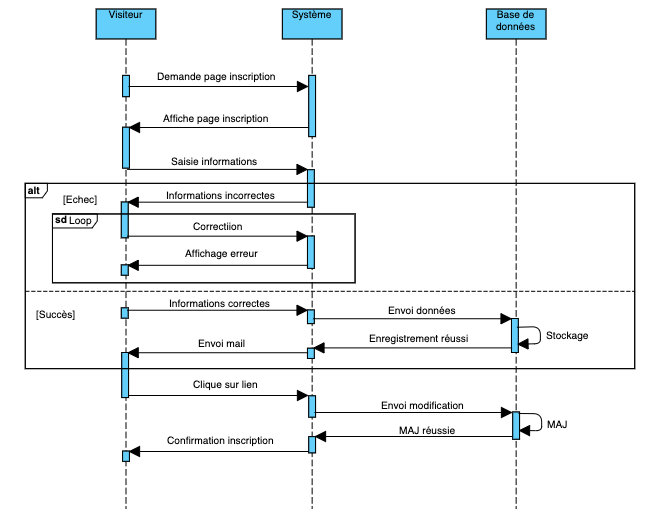 Visiteur
Système
Base de
données
Demande page inscription
Affiche page inscription
Saisie informations
alt
[Echec]
Informations incorrectes
sd Loop
Correctiion
Affichage erreur
[Succès]
Informations correctes
Envoi données
Stockage
Enregistrement réussi
Envoi mail
Clique sur lien
Envoi modification
MAJ
MAJ réussie
Confirmation inscription